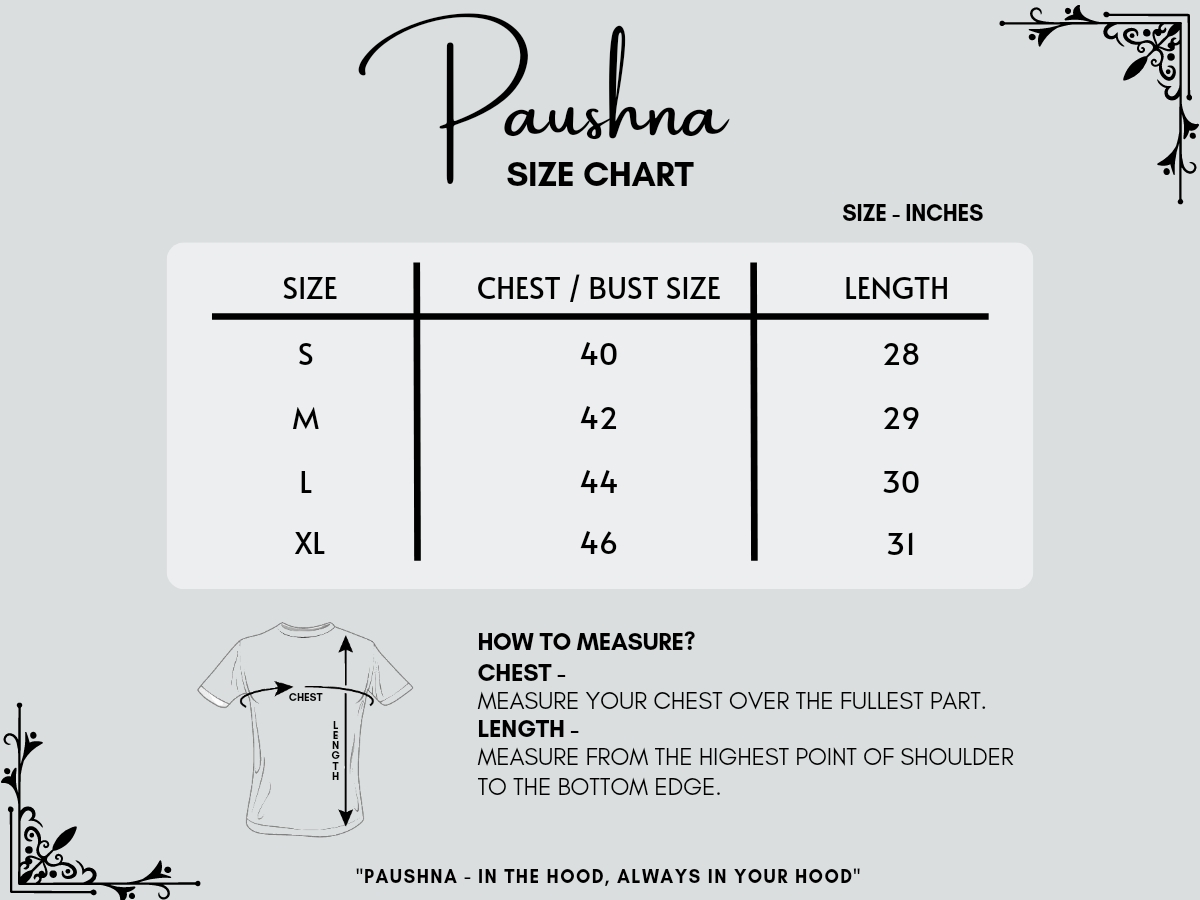 Paushna
SIZE CHART
SIZE - INCHES
SIZE CHEST / BUST SIZE LENGTH
S 40 28
M 42 29
L 44 30
XL 46 31
HOW TO MEASURE?
CHEST -
MEASURE YOUR CHEST OVER THE FULLEST PART.
LENGTH -
MEASURE FROM THE HIGHEST POINT OF SHOULDER
TO THE BOTTOM EDGE.
CHEST
LENGTH
"PAUSHNA - IN THE HOOD, ALWAYS IN YOUR HOOD"